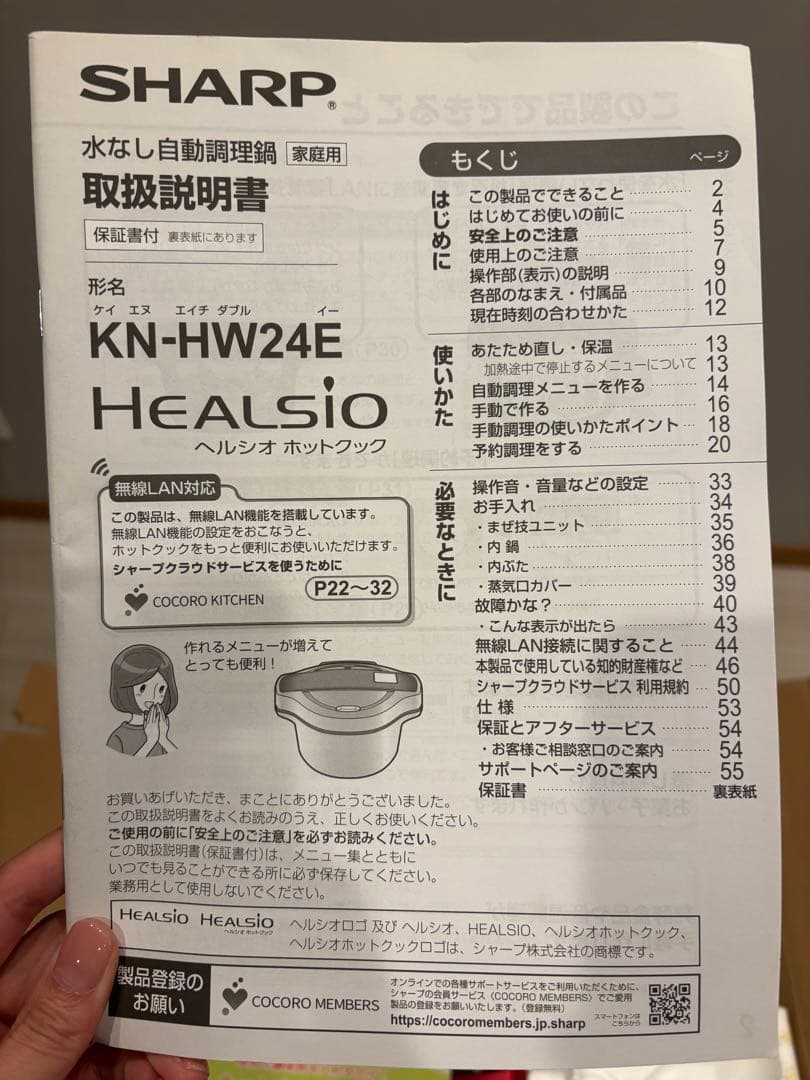 SHARP®
水なし自動調理鍋 家庭用
取扱説明書
保証書付 裏表紙にあります
形名
ケイ エヌ エイチ ダブル イー
KN-HW24E
HEALSIO
ヘルシオ ホットクック
無線LAN対応
この製品は、無線LAN機能を搭載しています。
無線LAN機能の設定をおこなうと、
ホットクックをもっと便利にお使いいただけます。
シャープクラウドサービスを使うために
COCORO KITCHEN P22〜32
作れるメニューが増えて
とっても便利!
もくじ ページ
はじめに
この製品でできること 2
はじめてお使いの前に 4
安全上のご注意 5
使用上のご注意 7
操作部(表示)の説明 9
各部のなまえ・付属品 10
現在時刻の合わせかた 12
使いかた
あたため直し・保温 13
加熱途中で停止するメニューについて 13
自動調理メニューを作る 14
手動で作る 16
手動調理の使いかたポイント 18
予約調理をする 20
必要なときに
操作音・音量などの設定 33
お手入れ 34
・まぜ技ユニット 35
・内鍋 36
・内ぶた 38
・蒸気口カバー 39
故障かな? 40
・こんな表示が出たら 43
無線LAN接続に関すること 44
本製品で使用している知的財産権など 46
シャープクラウドサービス 利用規約 50
仕様 53
保証とアフターサービス 54
・お客様ご相談窓口のご案内 54
サポートページのご案内 55
保証書 裏表紙
お買いあげいただき、まことにありがとうございました。
この取扱説明書をよくお読みのうえ、正しくお使いください。
ご使用の前に「安全上のご注意」を必ずお読みください。
この取扱説明書(保証書付)は、メニュー集とともに
いつでも見ることができる所に必ず保存してください。
業務用として使用しないでください。
HEALSIO HEALSIO ヘルシオ ホットクック
ヘルシオロゴ 及び ヘルシオ、HEALSIO、ヘルシオホットクック、
ヘルシオホットクックロゴは、シャープ株式会社の商標です。
製品登録の
お願い
COCORO MEMBERS
オンラインでの各種サポートサービスをご利用いただくために、
シャープの会員サービス〈COCORO MEMBERS〉でご愛用
製品の登録をお願いいたします。(登録無料)
https://cocoromembers.jp.sharp
スマートフォンは
こちらから